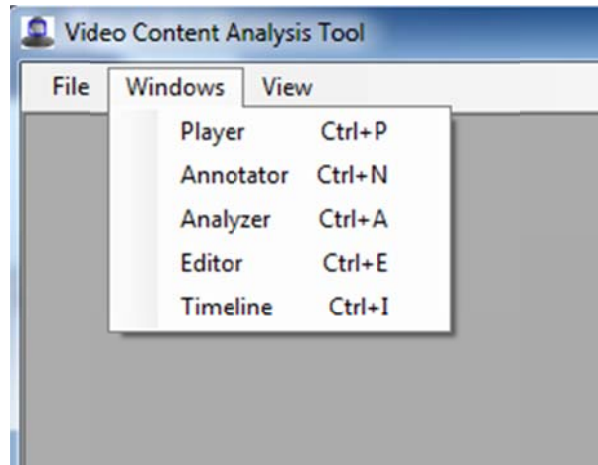 Video Content Analysis Tool
File Windows View
Player Ctrl+P
Annotator Ctrl+N
Analyzer Ctrl+A
Editor Ctrl+E
Timeline Ctrl+I